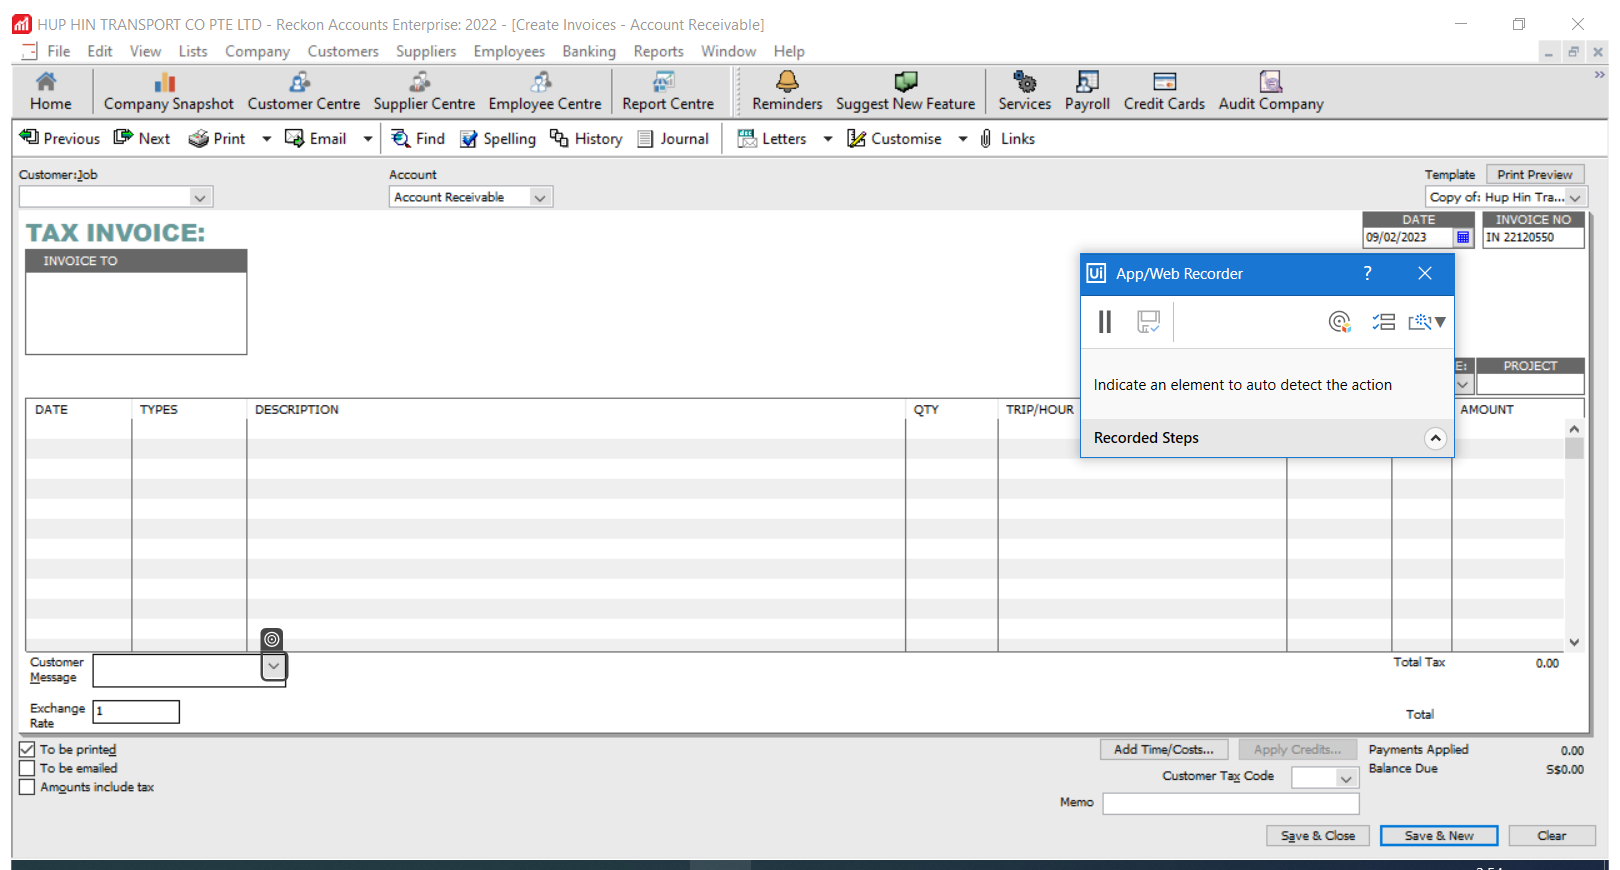 HUP HIN TRANSPORT CO PTE LTD - Reckon Accounts Enterprise: 2022 - [Create Invoices - Account Receivable]
File Edit View Lists Company Customers Suppliers Employees Banking Reports Window Help
Home Company Snapshot Customer Centre Supplier Centre Employee Centre Report Centre Reminders Suggest New Feature Services Payroll Credit Cards Audit Company
Previous Next Print Email Find Spelling History Journal Letters Customise Links
Customer:Job Account Template Print Preview
Account Receivable Copy of: Hup Hin Tra...
TAX INVOICE: DATE INVOICE NO
09/02/2023 IN 22120550
INVOICE TO
Ui App/Web Recorder ?
E: PROJECT
Indicate an element to auto detect the action
DATE TYPES DESCRIPTION QTY TRIP/HOUR AMOUNT
Recorded Steps
Customer Message
Total Tax 0.00
Exchange Rate 1
Total
To be printed Add Time/Costs... Apply Credits... Payments Applied 0.00
To be emailed Customer Tax Code Balance Due S$0.00
Amounts include tax
Memo
Save & Close Save & New Clear